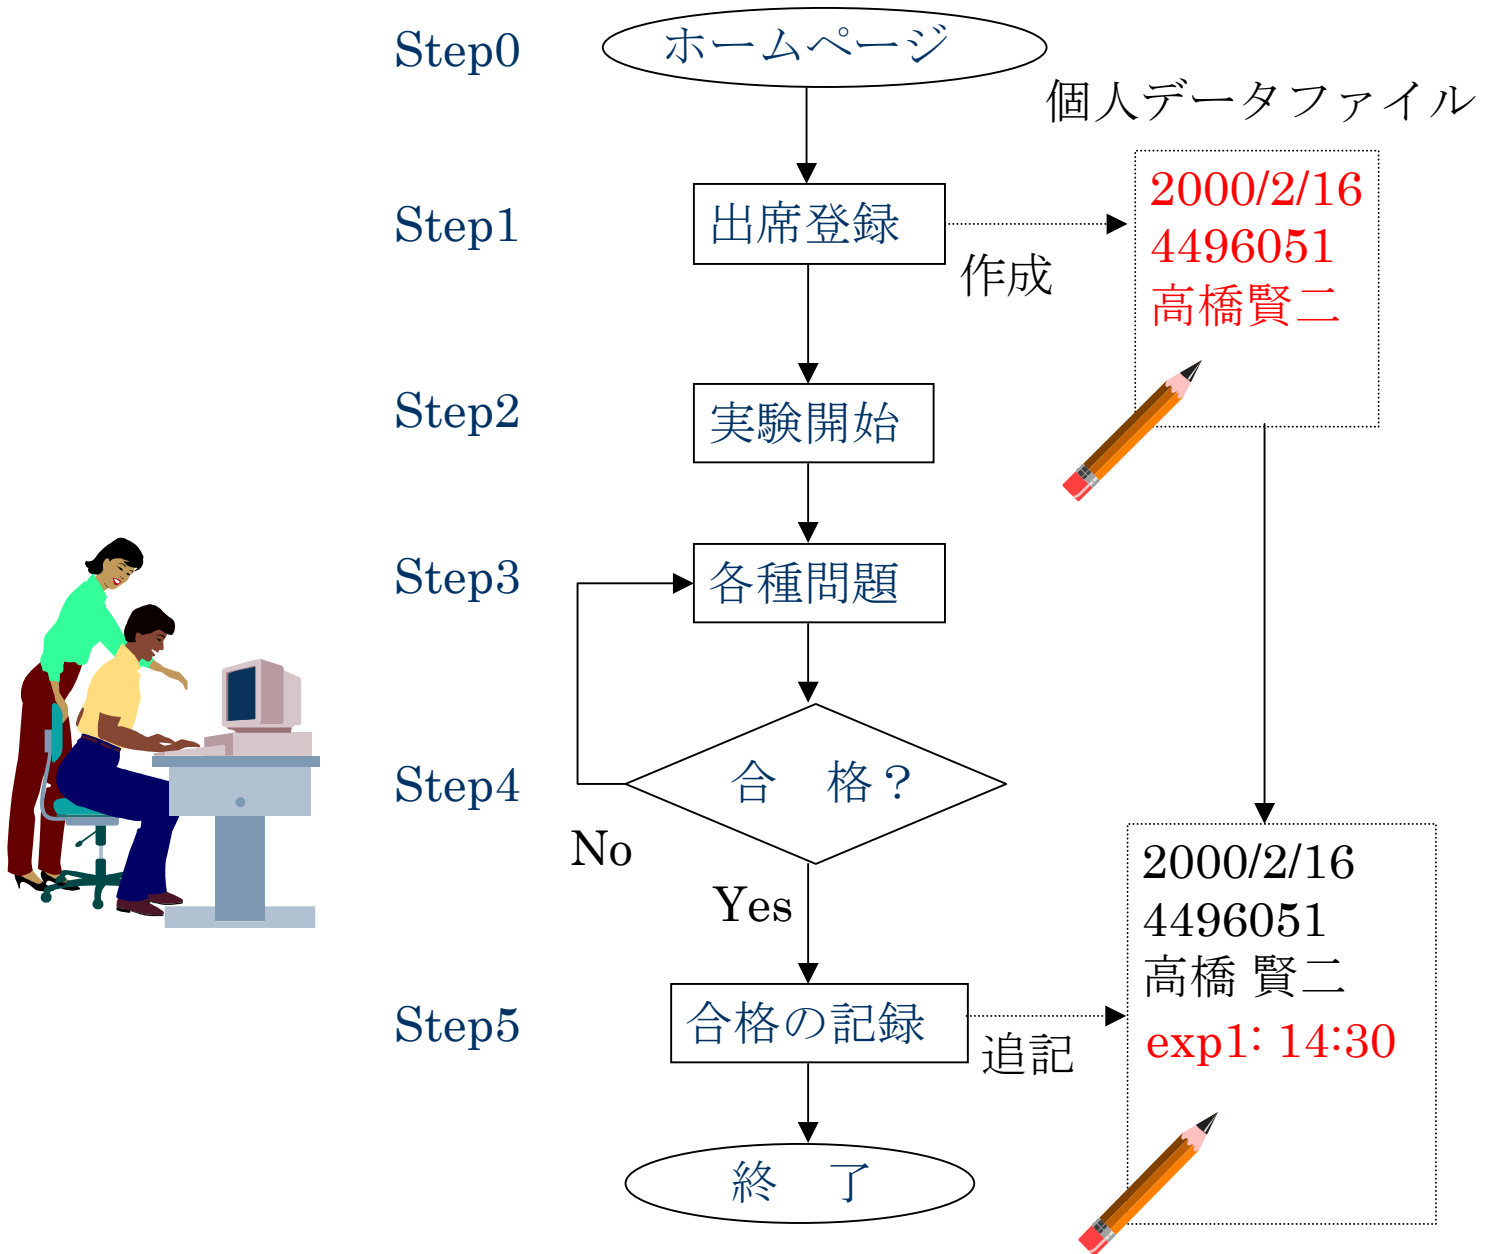 Step0
ホームページ
個人データファイル
Step1
出席登録
作成
2000/2/16
4496051
高橋賢二
Step2
実験開始
Step3
各種問題
Step4
合　格？
No
Yes
2000/2/16
4496051
高橋 賢二
exp1: 14:30
Step5
合格の記録
追記
終　了